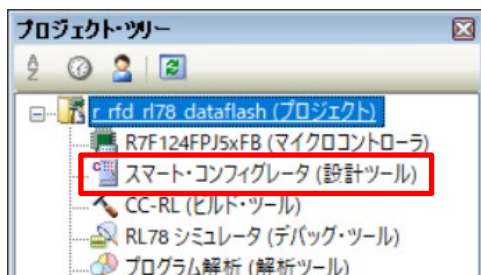 プロジェクト・ツリー
r_rfd_rl78_dataflash (プロジェクト)
R7F124FPJ5xFB (マイクロコントローラ)
スマート・コンフィグレータ (設計ツール)
CC-RL (ビルド・ツール)
RL78 シミュレータ (デバッグ・ツール)
プログラム解析 (解析ツール)